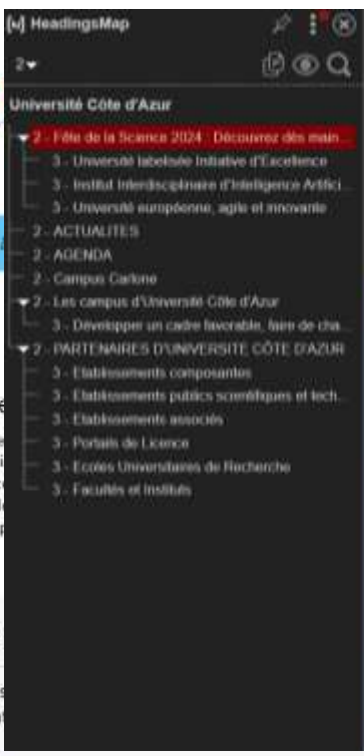 [h] HeadingsMap
2
Université Côte d'Azur
2 - Fête de la Science 2024 : Découvrez dès main...
3 - Université labelisée Initiative d'Excellence
3 - Institut Interdisciplinaire d'Intelligence Artifici...
3 - Université européenne, agile et innovante
2 - ACTUALITES
2 - AGENDA
2 - Campus Carlone
2 - Les campus d'Université Côte d'Azur
3 - Développer un cadre favorable, faire de cha...
2 - PARTENAIRES D'UNIVERSITÉ CÔTE D'AZUR
3 - Etablissements composantes
3 - Etablissements publics scientifiques et tech...
3 - Etablissements associés
3 - Portails de Licence
3 - Ecoles Universitaires de Recherche
3 - Facultés et Instituts